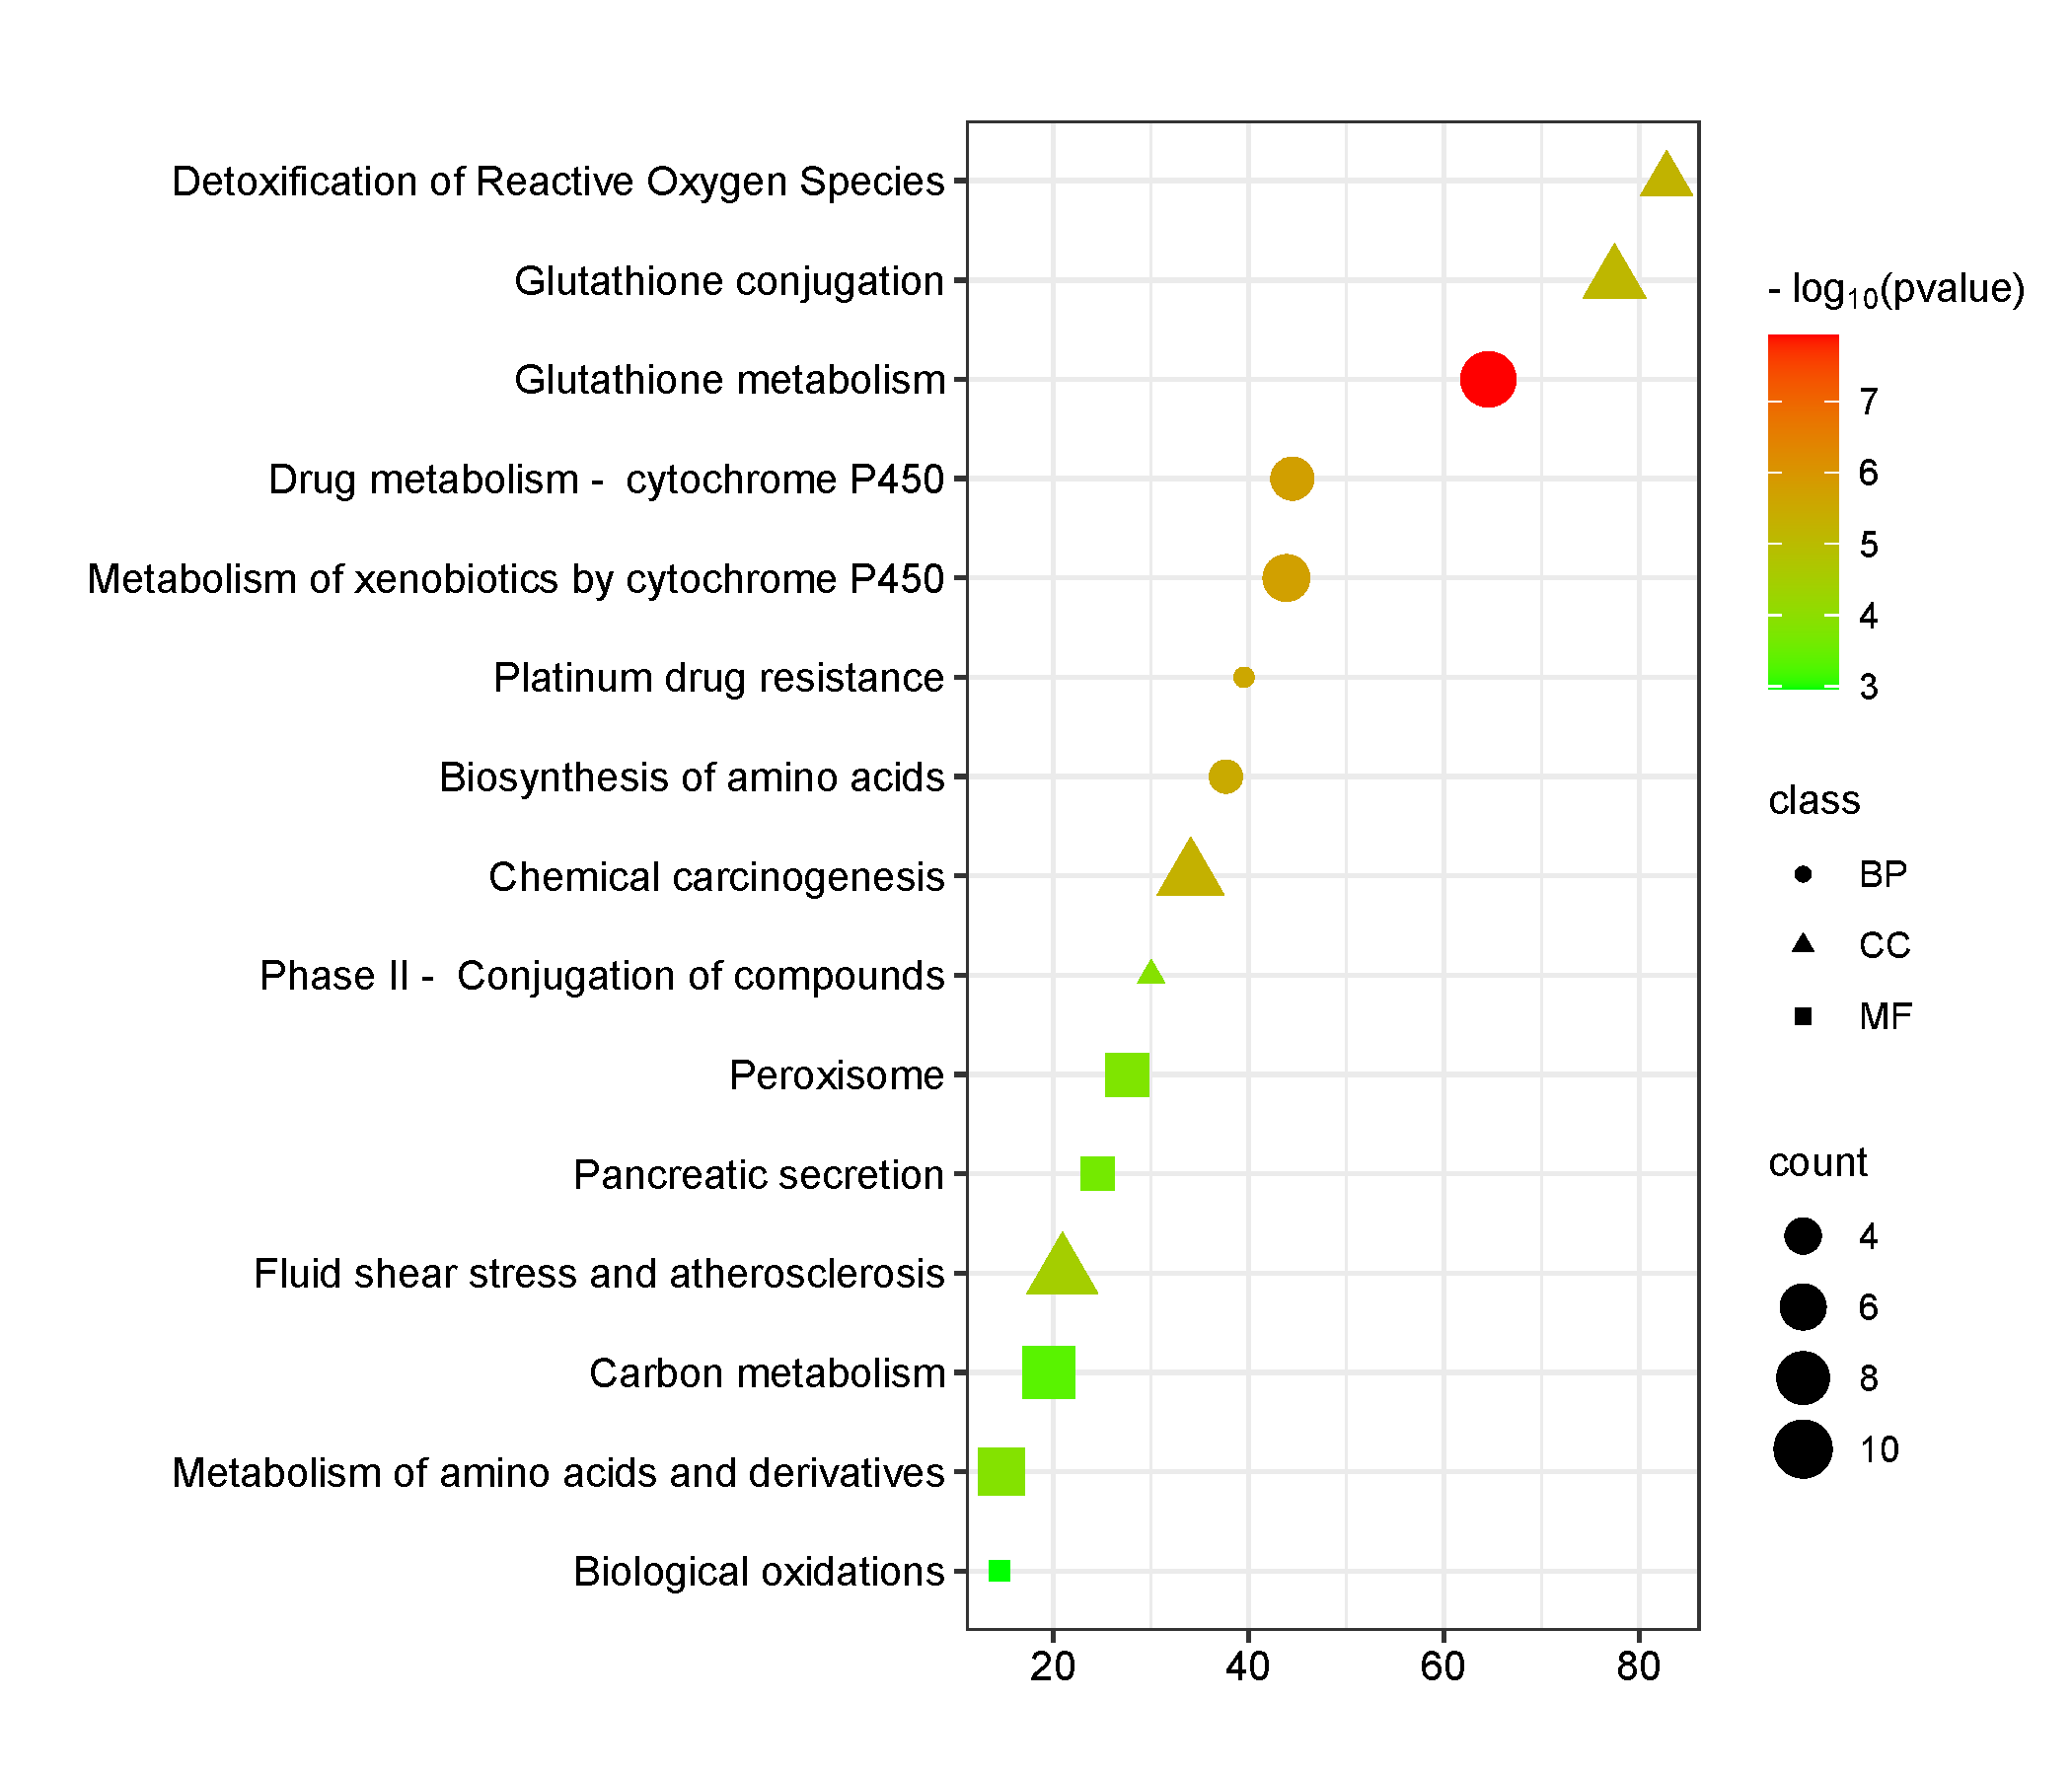 Detoxification of Reactive Oxygen Species
Glutathione conjugation
Glutathione metabolism
Drug metabolism -  cytochrome P450
Metabolism of xenobiotics by cytochrome P450
Platinum drug resistance
Biosynthesis of amino acids
Chemical carcinogenesis
Phase II -  Conjugation of compounds
Peroxisome
Pancreatic secretion
Fluid shear stress and atherosclerosis
Carbon metabolism
Metabolism of amino acids and derivatives
Biological oxidations
20 40 60 80
- log₁₀(pvalue)
7
6
5
4
3
class
BP
CC
MF
count
4
6
8
10